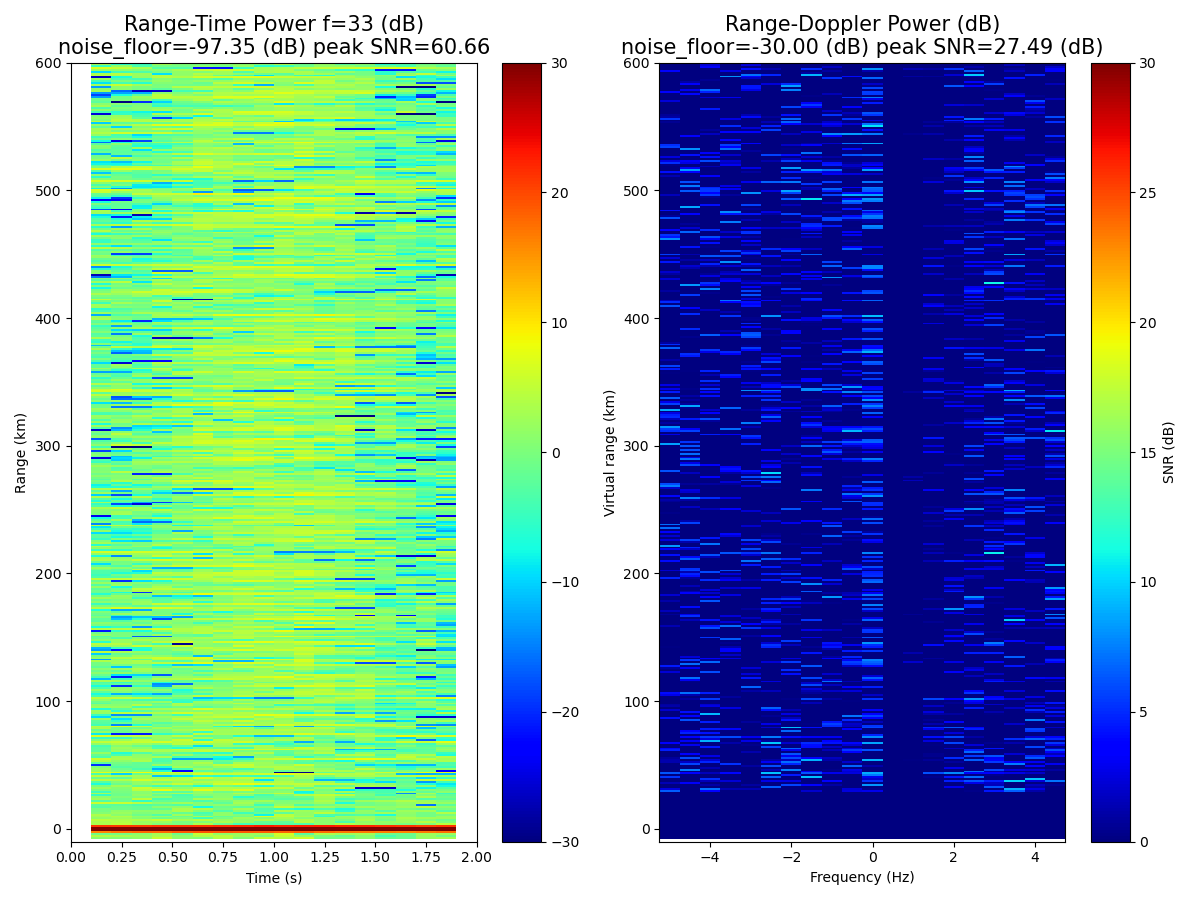 Range-Time Power f=33 (dB)
noise_floor=-97.35 (dB) peak SNR=60.66
600
500
400
300
200
100
0
Range (km)
0.00 0.25 0.50 0.75 1.00 1.25 1.50 1.75 2.00
Time (s)
30
20
10
0
−10
−20
−30
Range-Doppler Power (dB)
noise_floor=-30.00 (dB) peak SNR=27.49 (dB)
600
500
400
300
200
100
0
Virtual range (km)
−4 −2 0 2 4
Frequency (Hz)
30
25
20
15
10
5
0
SNR (dB)